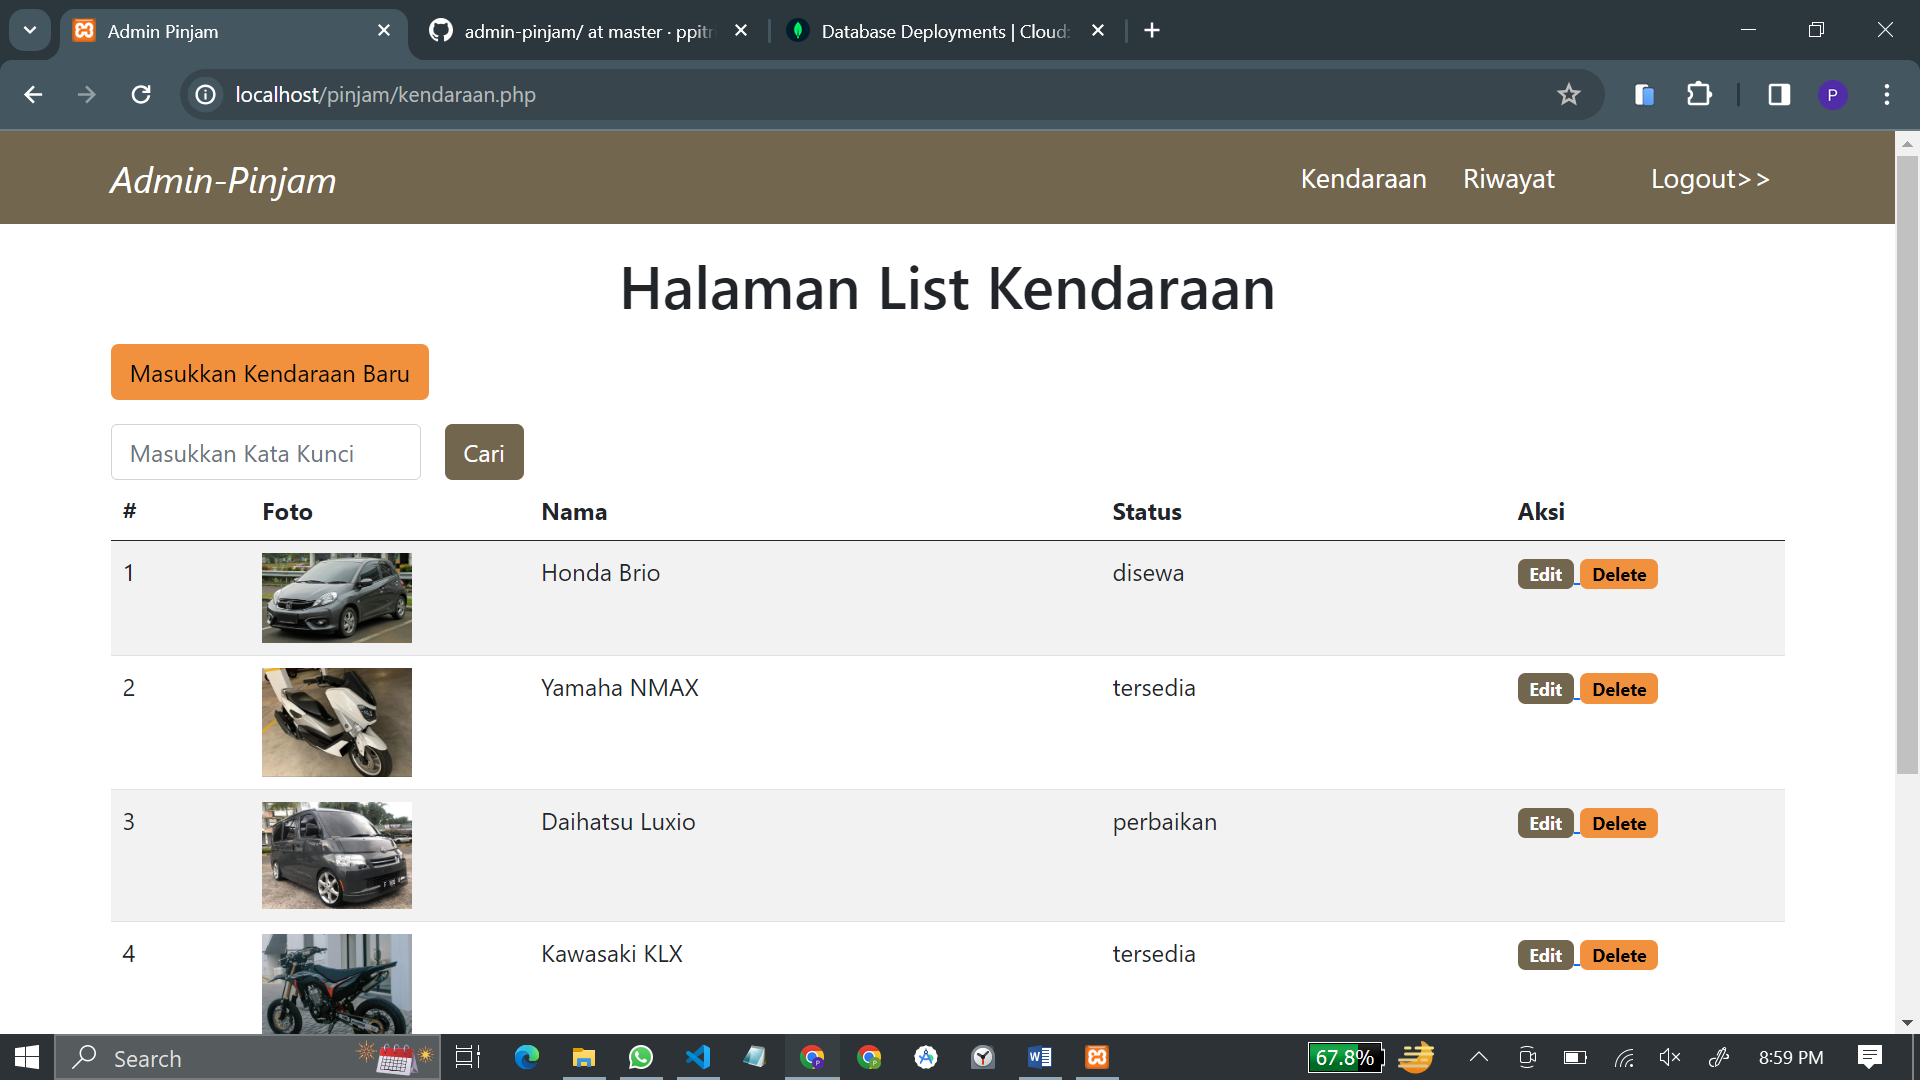 Admin Pinjam
admin-pinjam/ at master · ppitri
Database Deployments | Cloud:
localhost/pinjam/kendaraan.php
P
Admin-Pinjam
Kendaraan
Riwayat
Logout>>
Halaman List Kendaraan
Masukkan Kendaraan Baru
Masukkan Kata Kunci
Cari
# Foto Nama Status Aksi
1 Honda Brio disewa Edit Delete
2 Yamaha NMAX tersedia Edit Delete
3 Daihatsu Luxio perbaikan Edit Delete
4 Kawasaki KLX tersedia Edit Delete
Search
67.8%
8:59 PM